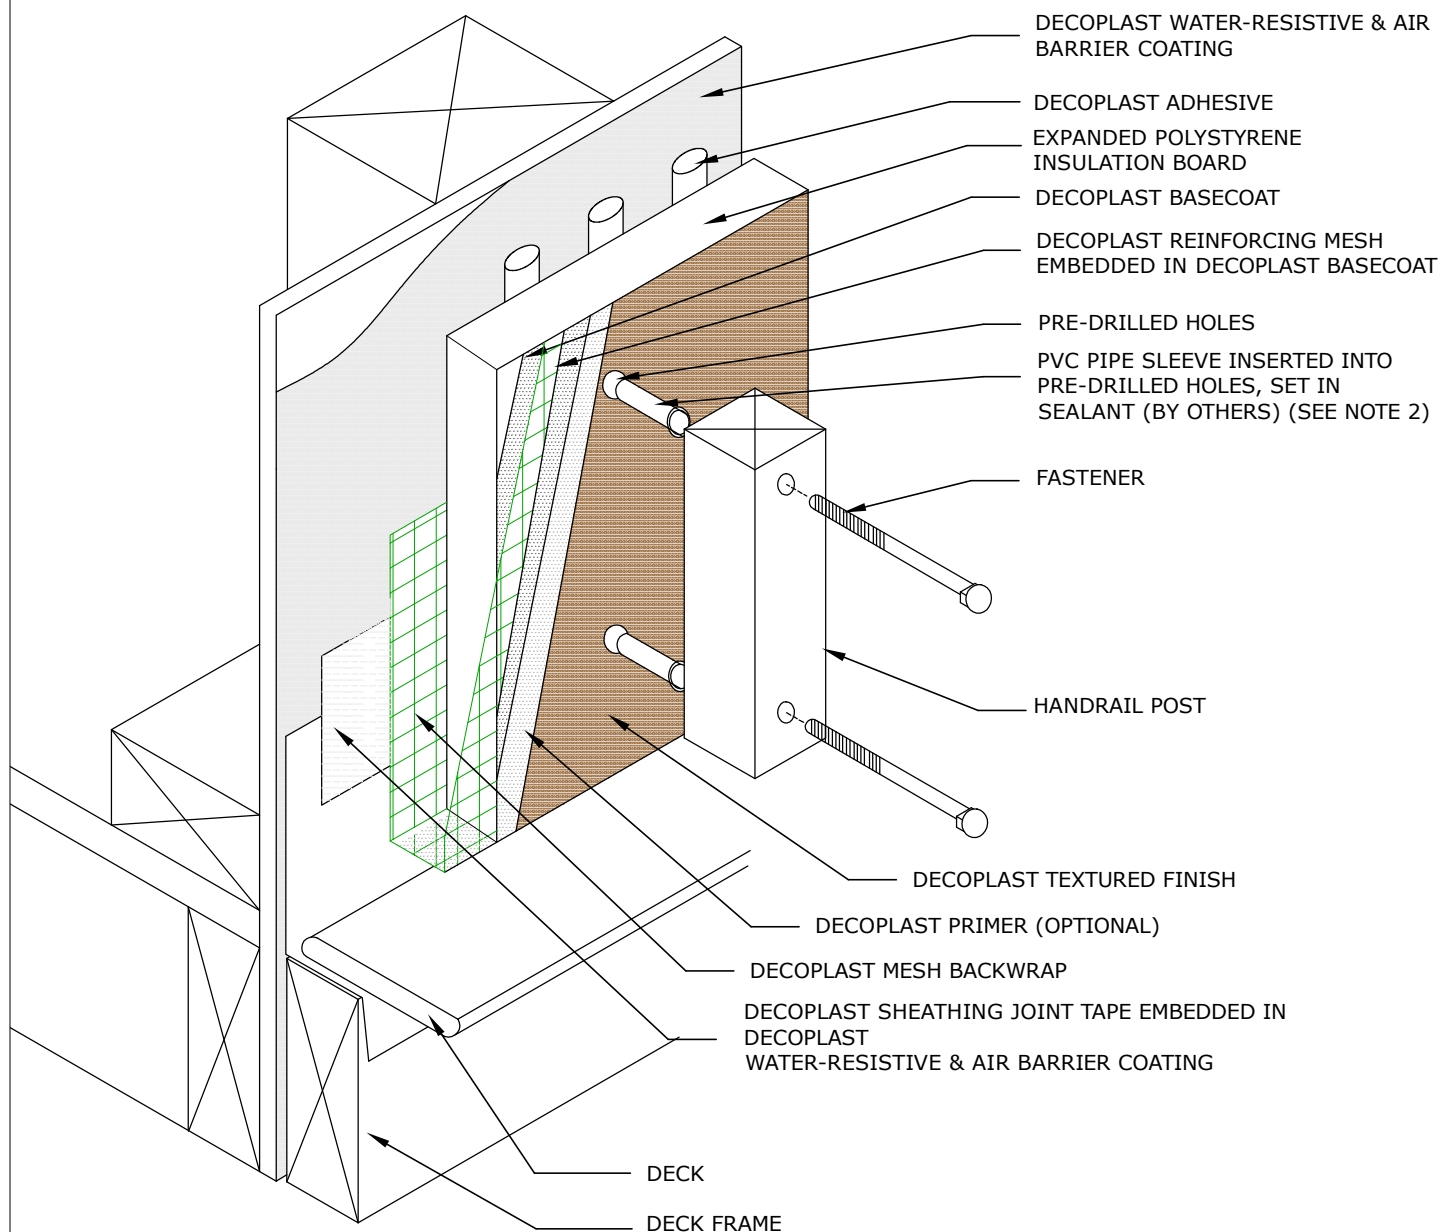 DECOPLAST WATER-RESISTIVE & AIR
BARRIER COATING
DECOPLAST ADHESIVE
EXPANDED POLYSTYRENE
INSULATION BOARD
DECOPLAST BASECOAT
DECOPLAST REINFORCING MESH
EMBEDDED IN DECOPLAST BASECOAT
PRE-DRILLED HOLES
PVC PIPE SLEEVE INSERTED INTO
PRE-DRILLED HOLES, SET IN
SEALANT (BY OTHERS) (SEE NOTE 2)
FASTENER
HANDRAIL POST
DECOPLAST TEXTURED FINISH
DECOPLAST PRIMER (OPTIONAL)
DECOPLAST MESH BACKWRAP
DECOPLAST SHEATHING JOINT TAPE EMBEDDED IN
DECOPLAST
WATER-RESISTIVE & AIR BARRIER COATING
DECK
DECK FRAME